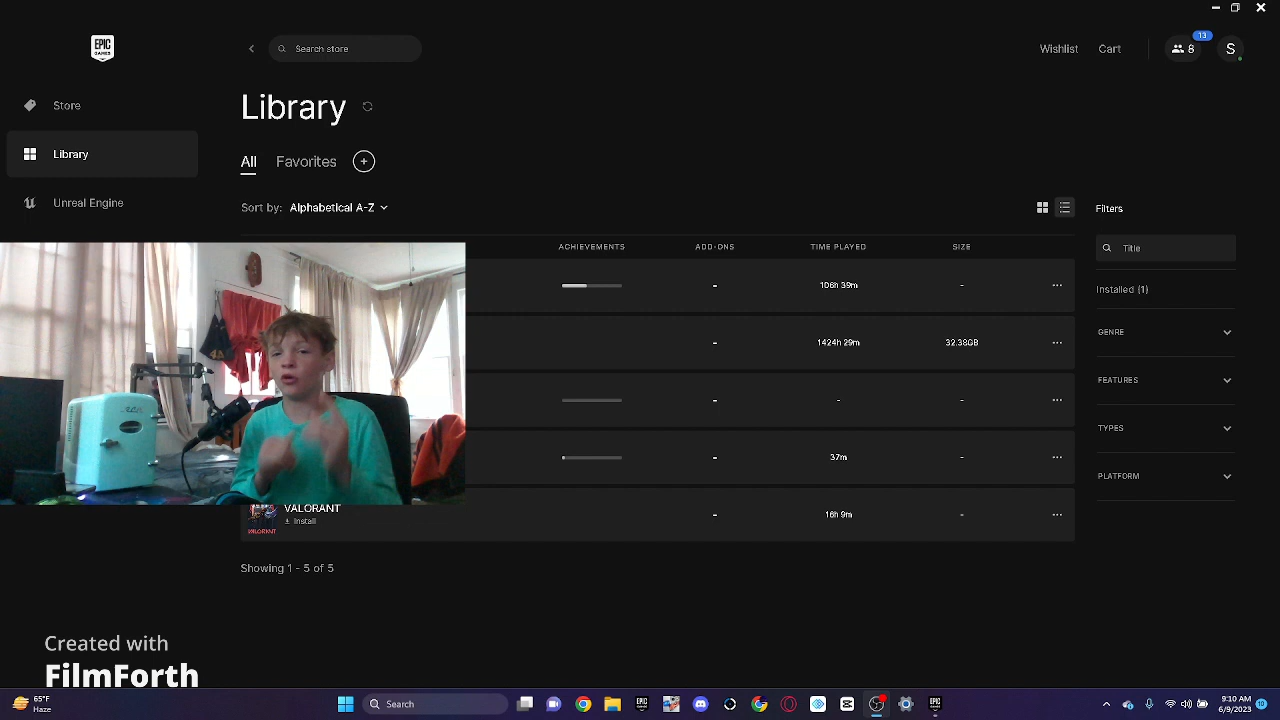 EPIC
GAMES
Search store
Wishlist
Cart
8
13
S
Store
Library
Unreal Engine
Library
All
Favorites
Sort by: Alphabetical A-Z
Filters
ACHIEVEMENTS ADD-ONS TIME PLAYED SIZE
Title
- 106h 39m -
Installed (1)
GENRE
- 1424h 29m 32.38GB
FEATURES
- - -
TYPES
- 37m -
PLATFORM
VALORANT
Install
VALORANT
- 16h 9m -
Showing 1 - 5 of 5
Created with
FilmForth
65°F
Haze
Search
9:10 AM
6/9/2023